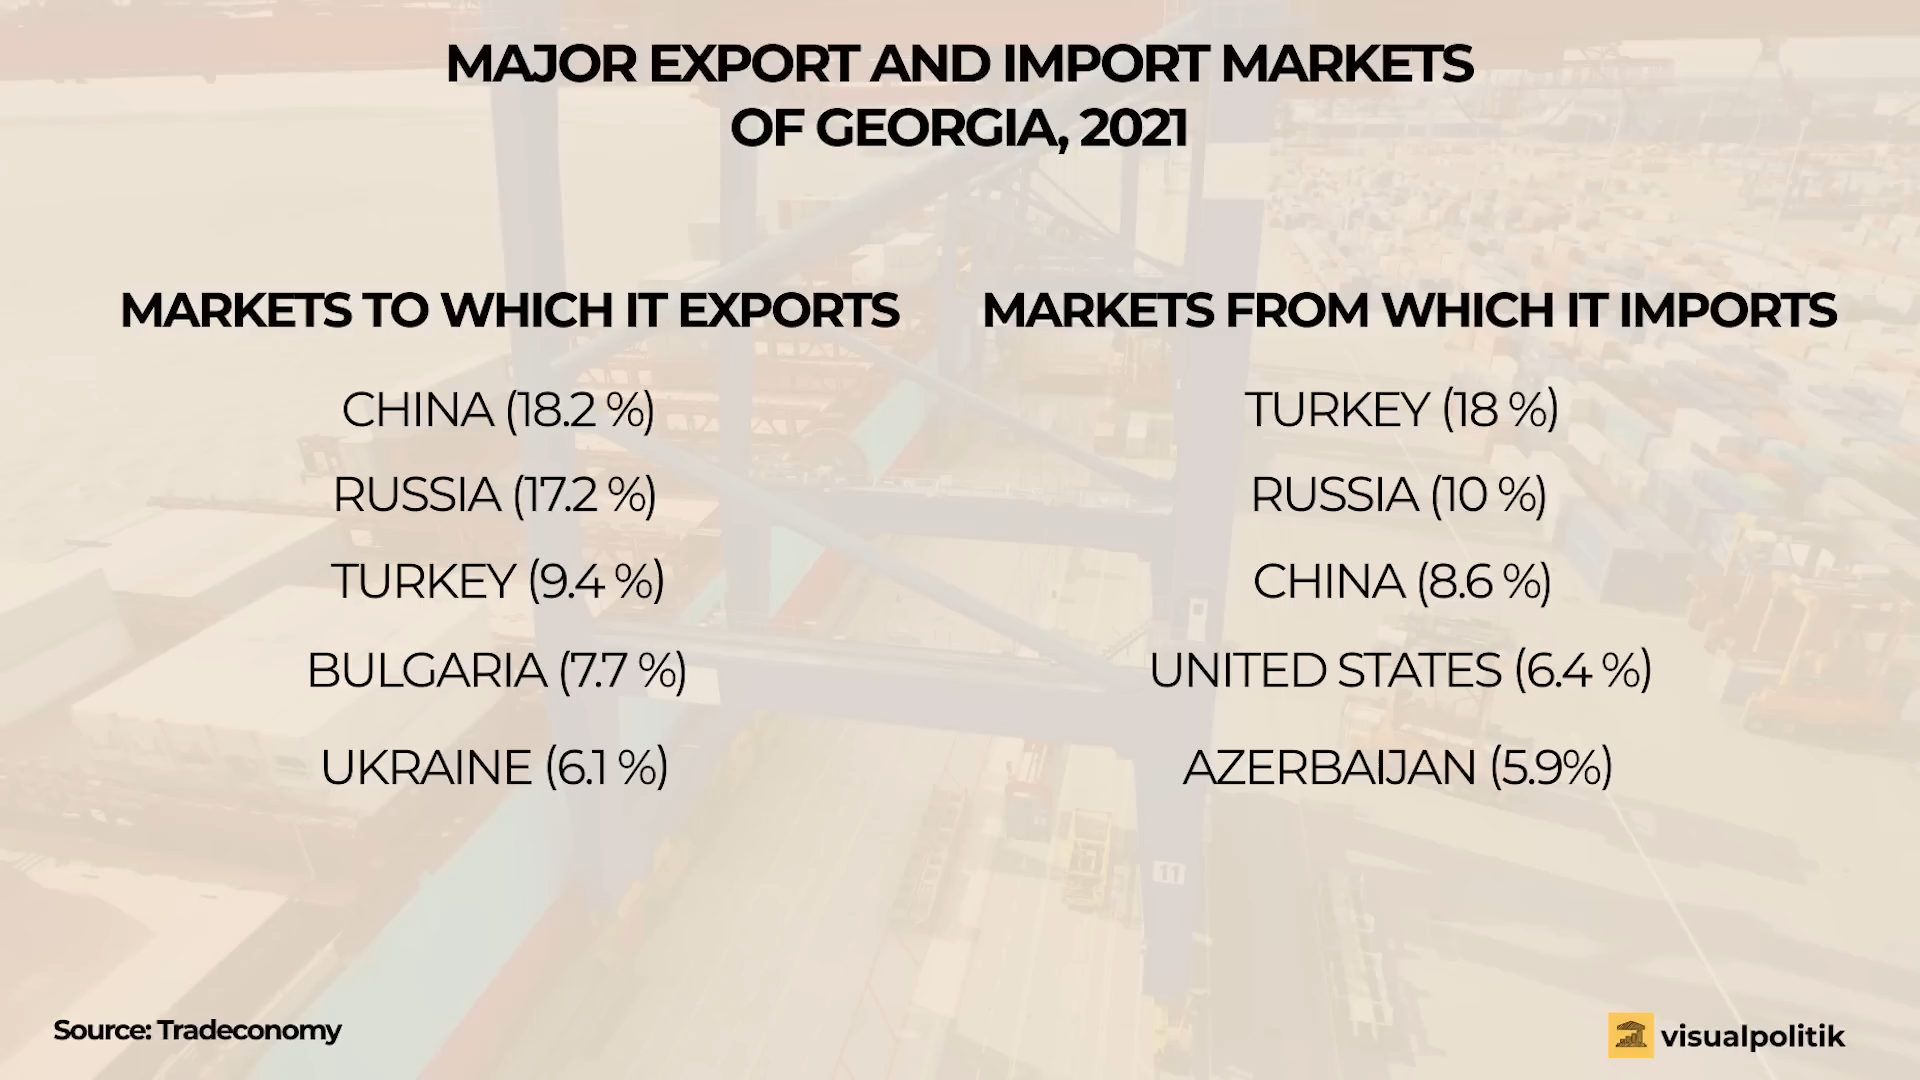 MAJOR EXPORT AND IMPORT MARKETS
OF GEORGIA, 2021
MARKETS TO WHICH IT EXPORTS
CHINA (18.2 %)
RUSSIA (17.2 %)
TURKEY (9.4 %)
BULGARIA (7.7 %)
UKRAINE (6.1 %)
MARKETS FROM WHICH IT IMPORTS
TURKEY (18 %)
RUSSIA (10 %)
CHINA (8.6 %)
UNITED STATES (6.4 %)
AZERBAIJAN (5.9%)
11
Source: Tradeconomy
visualpolitik